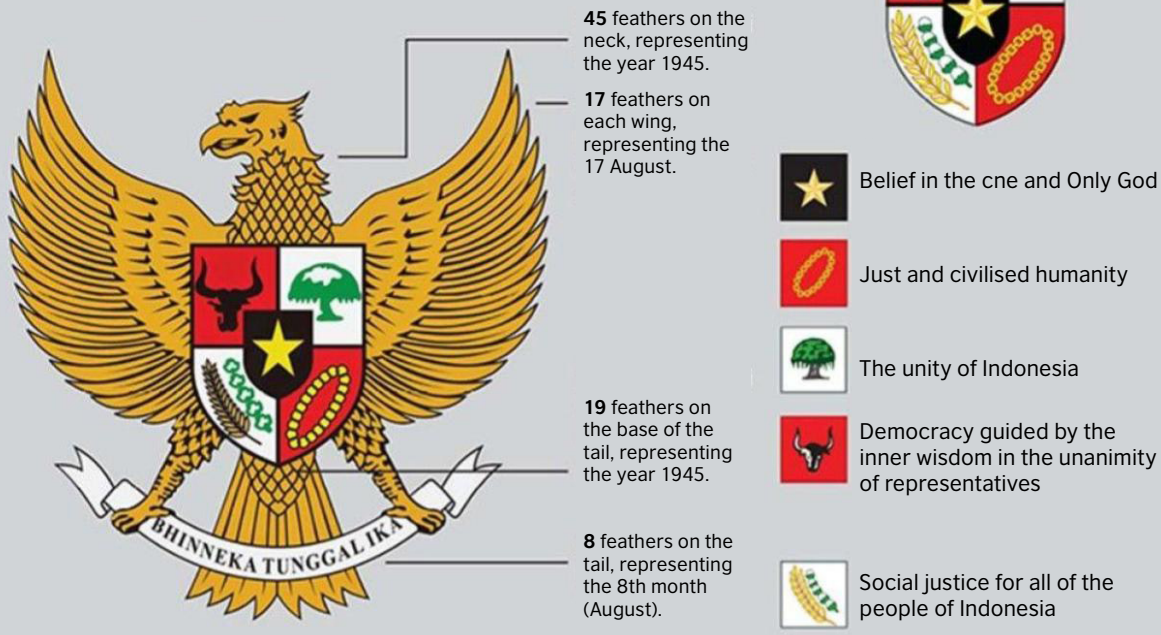 45 feathers on the
neck, representing
the year 1945.
17 feathers on
each wing,
representing the
17 August.
19 feathers on
the base of the
tail, representing
the year 1945.
8 feathers on the
tail, representing
the 8th month
(August).
BHINNEKA TUNGGAL IKA
Belief in the cne and Only God
Just and civilised humanity
The unity of Indonesia
Democracy guided by the
inner wisdom in the unanimity
of representatives
Social justice for all of the
people of Indonesia